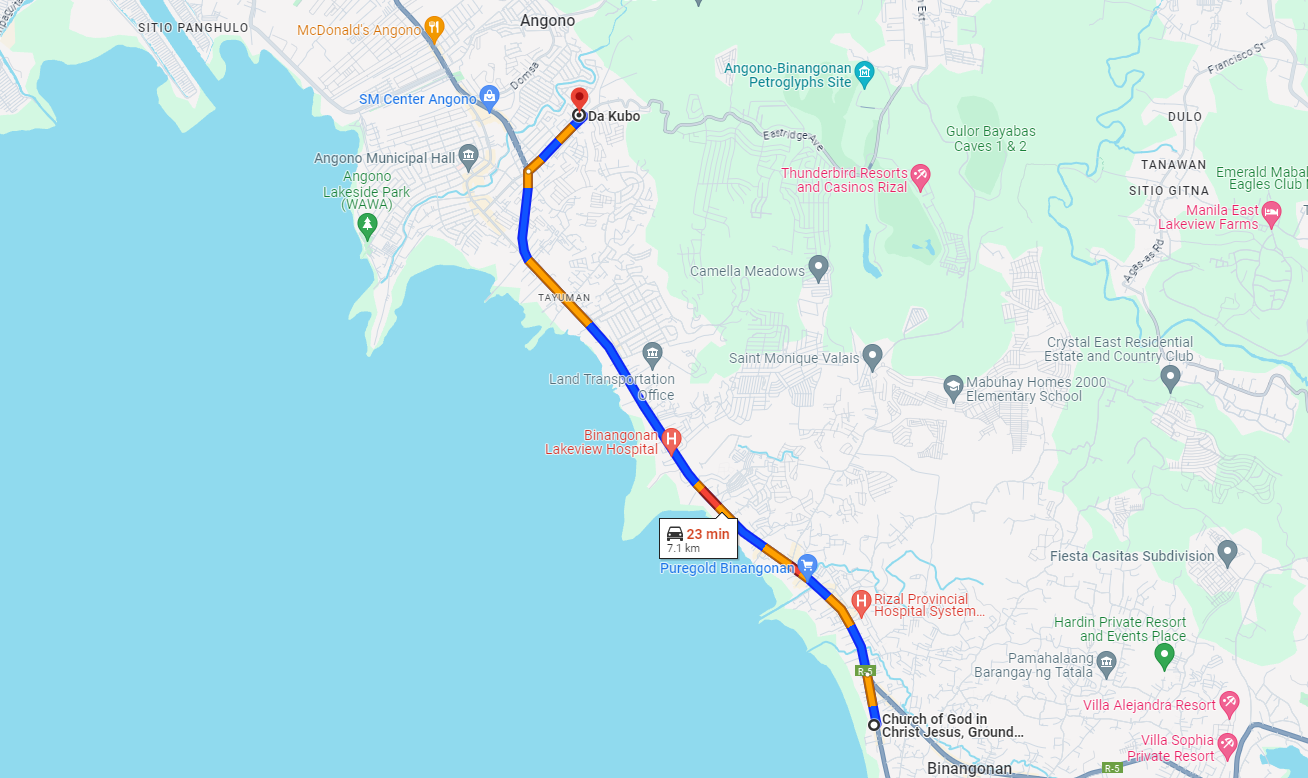 SITIO PANGHULO
McDonald's Angono
Angono
Domsa
SM Center Angono
Da Kubo
Angono Municipal Hall
Angono
Lakeside Park
(WAWA)
Angono-Binangonan
Petroglyphs Site
Ext
Francisco St
DULO
Eastridge Ave
Gulor Bayabas
Caves 1 & 2
TANAWAN
SITIO GITNA
Thunderbird Resorts
and Casinos Rizal
Emerald Mabal
Eagles Club
Manila East
Lakeview Farms
Agas-as Rd
Camella Meadows
TAYUMAN
Saint Monique Valais
Crystal East Residential
Estate and Country Club
Land Transportation
Office
Mabuhay Homes 2000
Elementary School
Binangonan
Lakeview Hospital
H
23 min
7.1 km
Puregold Binangonan
Fiesta Casitas Subdivision
H
Rizal Provincial
Hospital System...
Hardin Private Resort
and Events Place
Pamahalaang
Barangay ng Tatala
R-5
Villa Alejandra Resort
Church of God in
Christ Jesus, Ground...
Villa Sophia
Private Resort
Binangonan
R-5